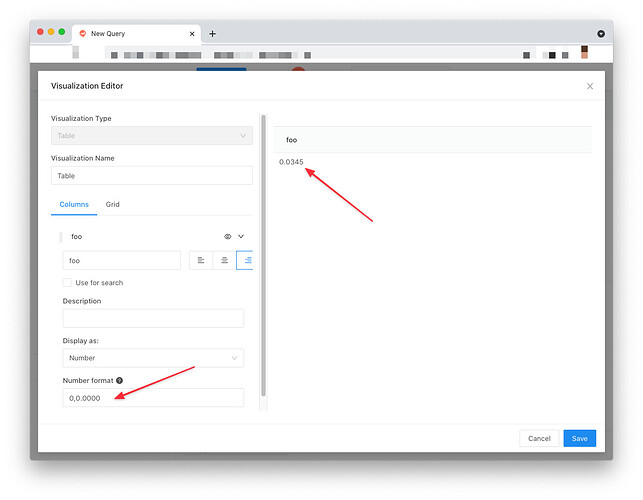 New Query
Visualization Editor
Visualization Type
Table
Visualization Name
Table
Columns Grid
foo
foo
Use for search
Description
Display as:
Number
Number format ?
0,0.0000
foo
0.0345
Cancel Save